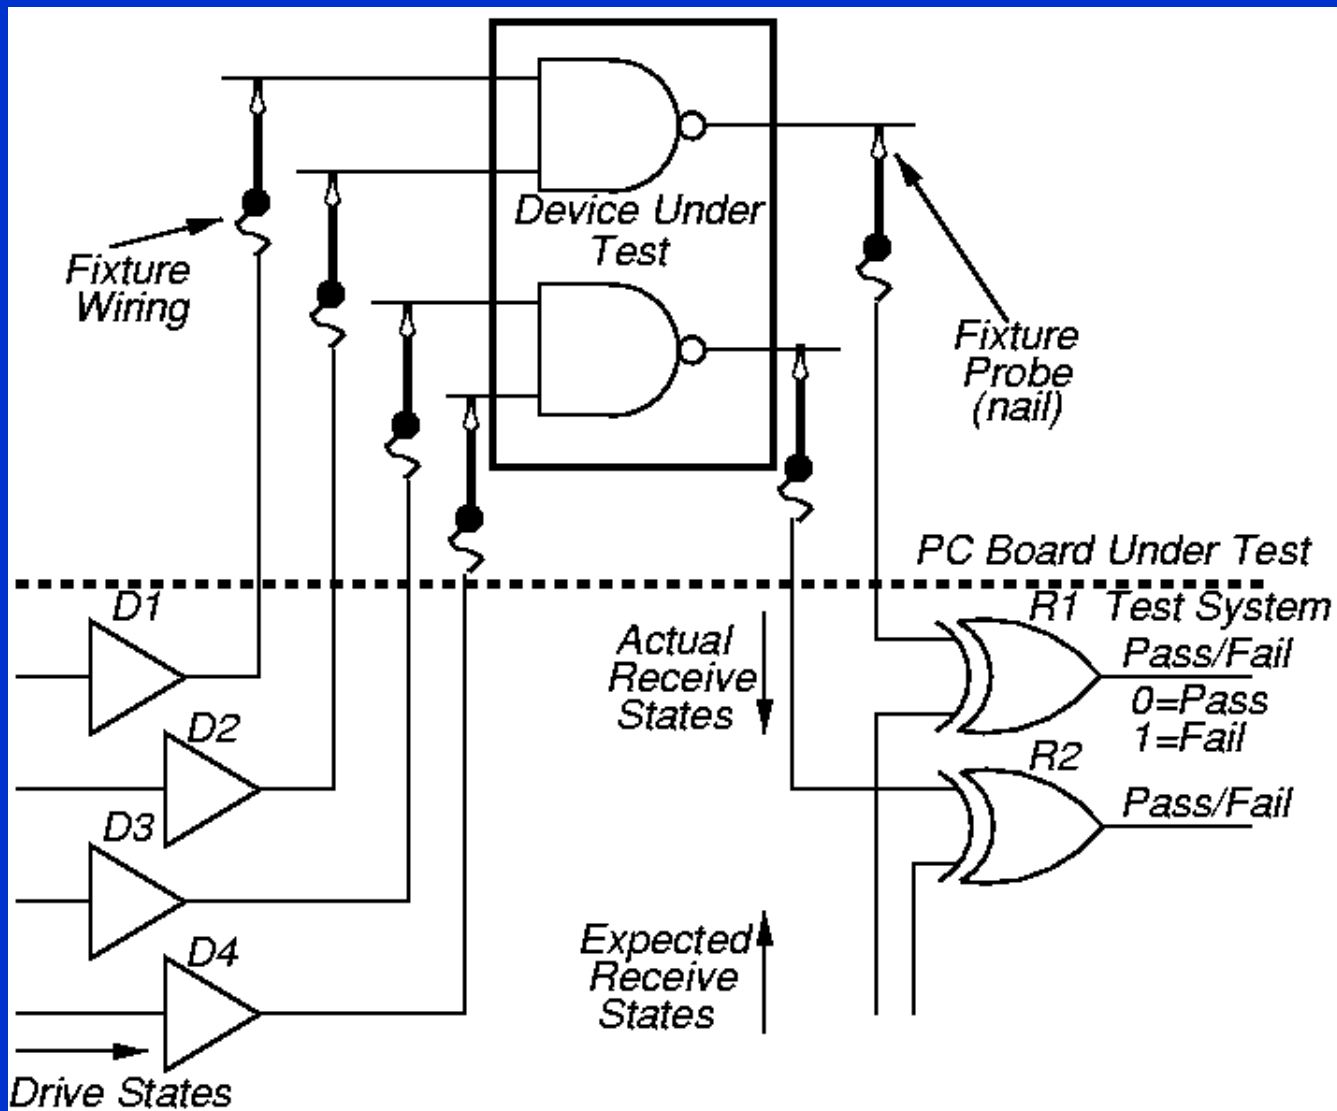 Device Under
Test
Fixture
Wiring
Fixture
Probe
(nail)
PC Board Under Test
D1
R1 Test System
Actual
Receive
States
Pass/Fail
0=Pass
1=Fail
D2
R2
Pass/Fail
D3
D4
Expected
Receive
States
Drive States